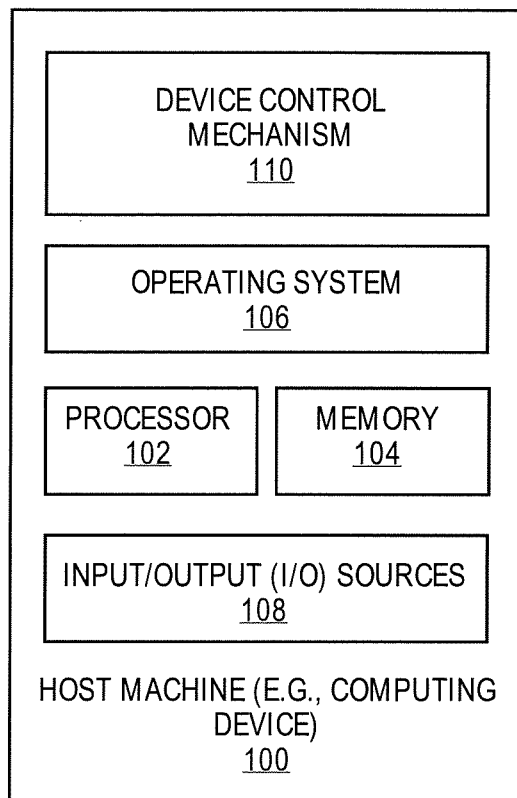 DEVICE CONTROL
MECHANISM
110
OPERATING SYSTEM
106
PROCESSOR
102
MEMORY
104
INPUT/OUTPUT (I/O) SOURCES
108
HOST MACHINE (E.G., COMPUTING
DEVICE)
100